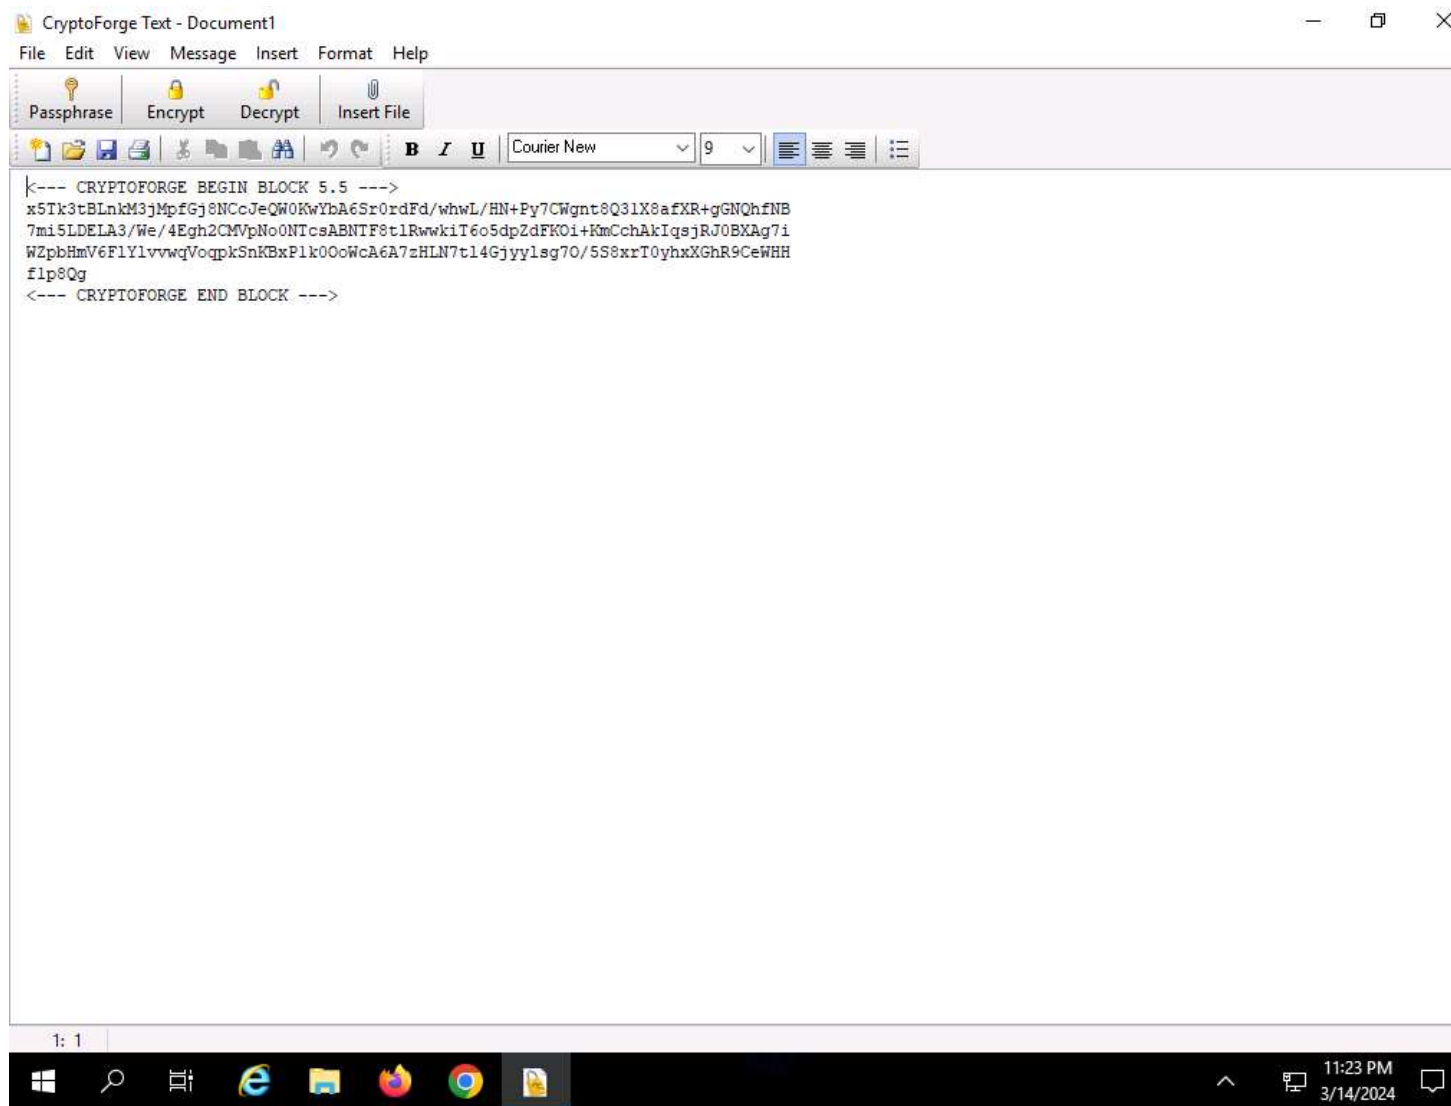 CryptoForge Text - Document1
File Edit View Message Insert Format Help
Passphrase Encrypt Decrypt Insert File
B I U Courier New 9
<--- CRYPTOFORGE BEGIN BLOCK 5.5 --->
x5Tk3tBLnkM3jMpfGj8NCcJeQW0KwYbA6Sr0rdFd/whwL/HN+Py7CWgnt8Q31X8afXR+gGNQhfNB
7mi5LDELA3/We/4Egh2CMVpNo0NTcsABNTF8tlRwwkiT6o5dpZdFKOi+KmCchAkIqsjRJ0BXAg7i
WZpbHmV6FlYlvvwqVoqpkSnKBxPlk0OoWcA6A7zHLN7tl4Gjyylsg7O/5S8xrT0yhxXGhR9CeWHH
flp8Qg
<--- CRYPTOFORGE END BLOCK --->
1: 1
11:23 PM
3/14/2024